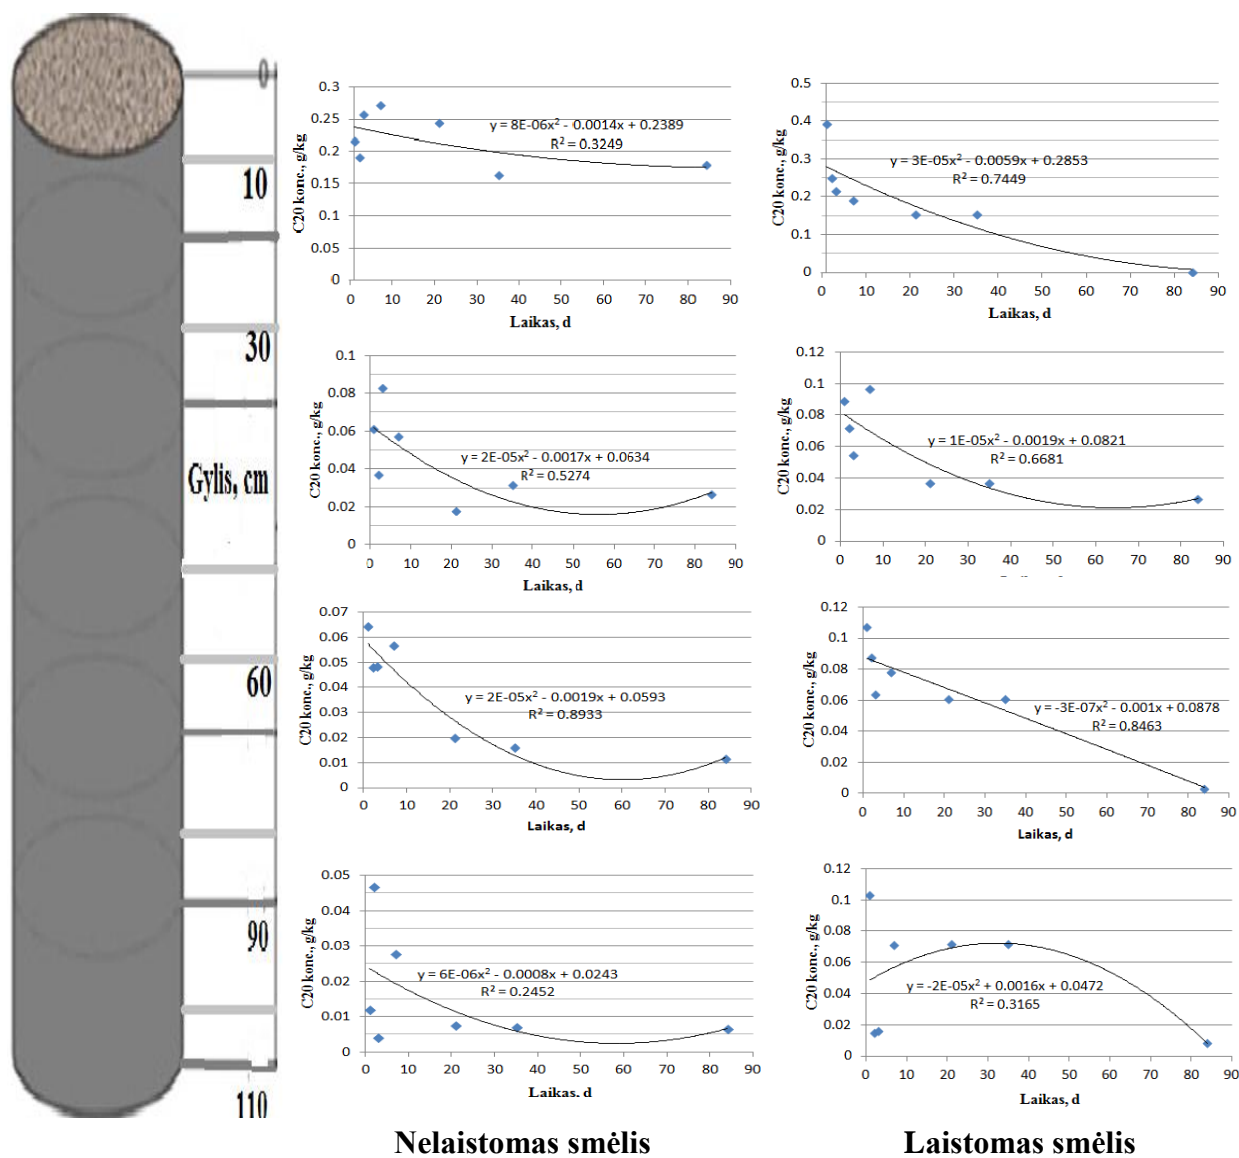 0
10
30
Gylis, cm
60
90
110
0.3
0.25
0.2
0.15
0.1
0.05
0
C20 konc., g/kg
y = 8E-06x² - 0.0014x + 0.2389
R² = 0.3249
0 10 20 30 40 50 60 70 80 90
Laikas, d
0.5
0.4
0.3
0.2
0.1
0
C20 konc., g/kg
y = 3E-05x² - 0.0059x + 0.2853
R² = 0.7449
0 10 20 30 40 50 60 70 80 90
Laikas, d
0.1
0.08
0.06
0.04
0.02
0
C20 konc., g/kg
y = 2E-05x² - 0.0017x + 0.0634
R² = 0.5274
0 10 20 30 40 50 60 70 80 90
Laikas, d
0.12
0.1
0.08
0.06
0.04
0.02
0
C20 konc., g/kg
y = 1E-05x² - 0.0019x + 0.0821
R² = 0.6681
0 10 20 30 40 50 60 70 80 90
0.07
0.06
0.05
0.04
0.03
0.02
0.01
0
C20 konc., g/kg
y = 2E-05x² - 0.0019x + 0.0593
R² = 0.8933
0 10 20 30 40 50 60 70 80 90
Laikas, d
0.12
0.1
0.08
0.06
0.04
0.02
0
C20 konc., g/kg
y = -3E-07x² - 0.001x + 0.0878
R² = 0.8463
0 10 20 30 40 50 60 70 80 90
Laikas, d
0.05
0.04
0.03
0.02
0.01
0
C20 konc., g/kg
y = 6E-06x² - 0.0008x + 0.0243
R² = 0.2452
0 10 20 30 40 50 60 70 80 90
Laikas, d
0.12
0.1
0.08
0.06
0.04
0.02
0
C20 konc., g/kg
y = -2E-05x² + 0.0016x + 0.0472
R² = 0.3165
0 10 20 30 40 50 60 70 80 90
Laikas, d
Nelaistomas smėlis
Laistomas smėlis